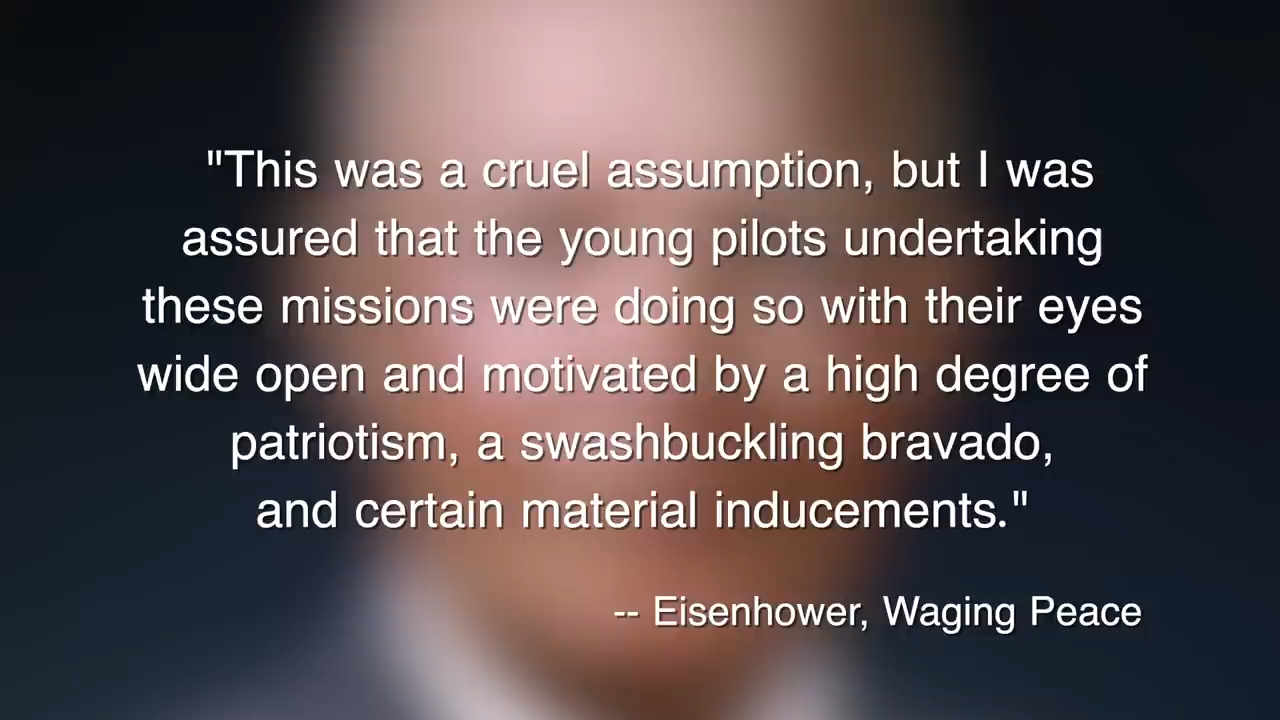 "This was a cruel assumption, but I was
assured that the young pilots undertaking
these missions were doing so with their eyes
wide open and motivated by a high degree of
patriotism, a swashbuckling bravado,
and certain material inducements."
-- Eisenhower, Waging Peace